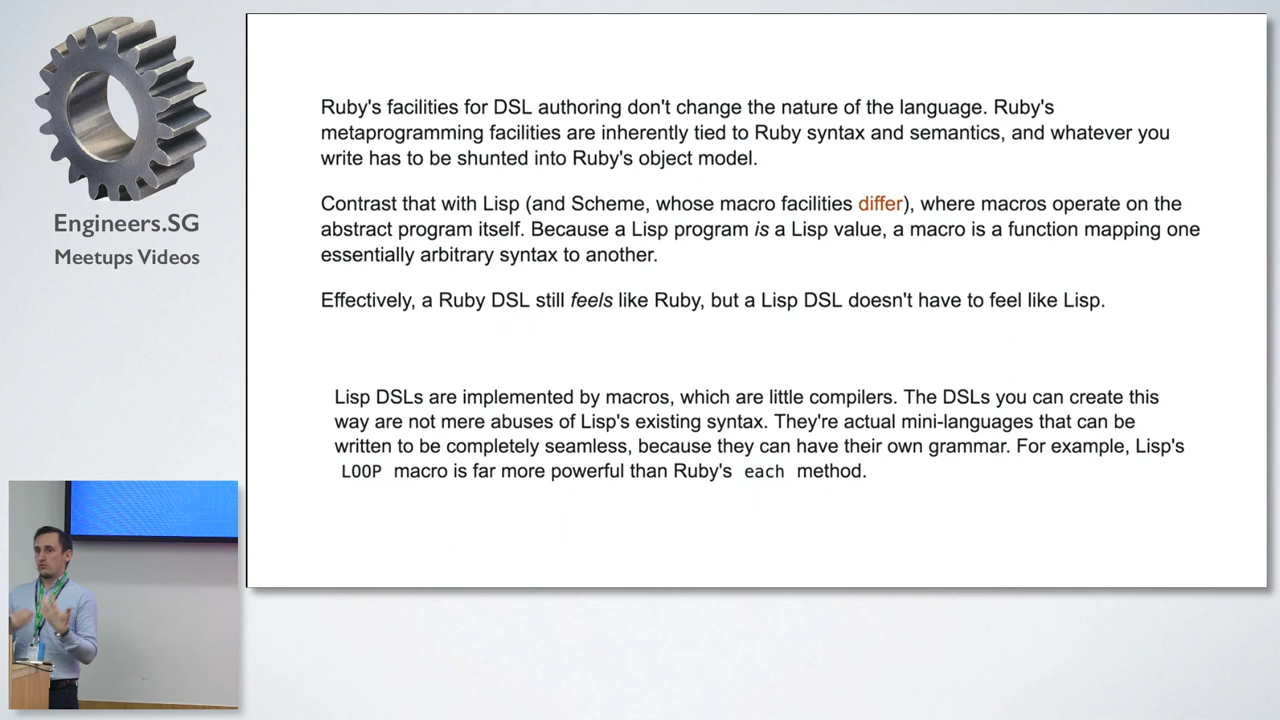 Engineers.SG
Meetups Videos
Ruby's facilities for DSL authoring don't change the nature of the language. Ruby's
metaprogramming facilities are inherently tied to Ruby syntax and semantics, and whatever you
write has to be shunted into Ruby's object model.
Contrast that with Lisp (and Scheme, whose macro facilities differ), where macros operate on the
abstract program itself. Because a Lisp program is a Lisp value, a macro is a function mapping one
essentially arbitrary syntax to another.
Effectively, a Ruby DSL still feels like Ruby, but a Lisp DSL doesn't have to feel like Lisp.
Lisp DSLs are implemented by macros, which are little compilers. The DSLs you can create this
way are not mere abuses of Lisp's existing syntax. They're actual mini-languages that can be
written to be completely seamless, because they can have their own grammar. For example, Lisp's
LOOP macro is far more powerful than Ruby's each method.